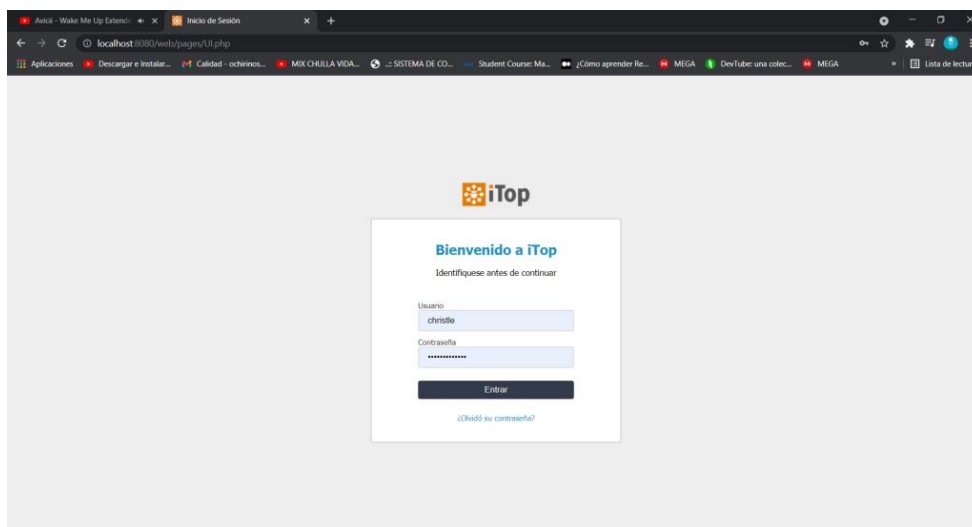 Avicii - Wake Me Up Extende
Inicio de Sesión
localhost:8080/web/pages/UI.php
Aplicaciones
Descargar e Instalar...
Calidad - ochirinos...
MIX CHULLA VIDA...
.:: SISTEMA DE CO...
Student Course: Ma...
¿Cómo aprender Re...
MEGA
DevTube: una colec...
MEGA
»
Lista de lectur
iTop
Bienvenido a iTop
Identifiquese antes de continuar
Usuario
christle
Contraseña
•••••••••••••
Entrar
¿Olvidó su contraseña?